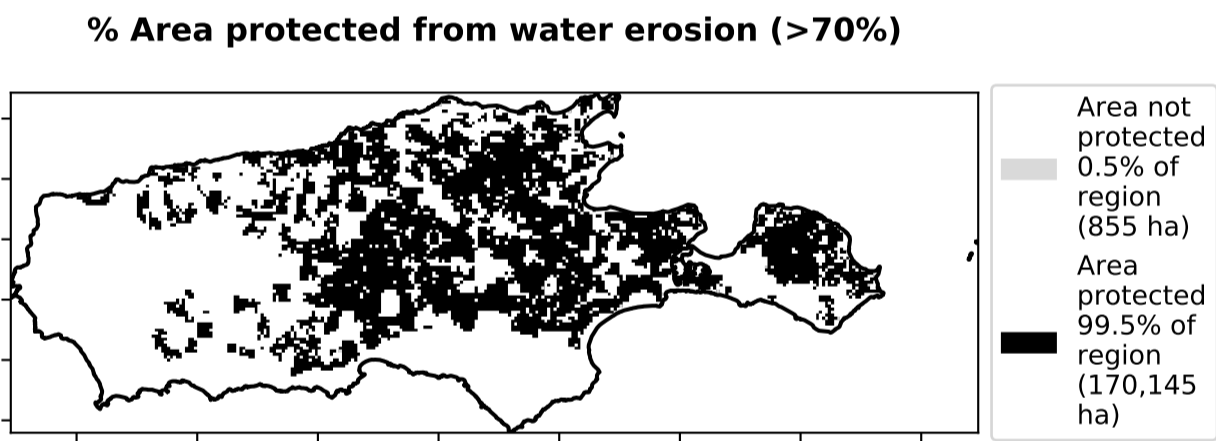 % Area protected from water erosion (>70%)
Area not
protected
0.5% of
region
(855 ha)
Area
protected
99.5% of
region
(170,145
ha)